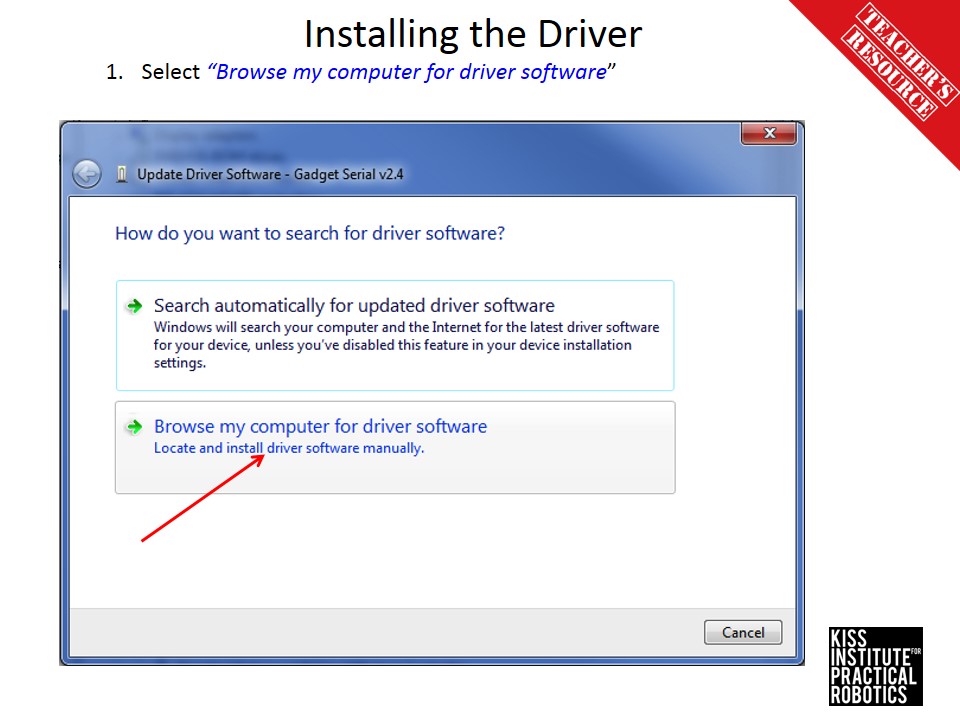 Installing the Driver
TEACHER'S
RESOURCE
1. Select “Browse my computer for driver software”
Update Driver Software - Gadget Serial v2.4
How do you want to search for driver software?
Search automatically for updated driver software
Windows will search your computer and the Internet for the latest driver software
for your device, unless you've disabled this feature in your device installation
settings.
Browse my computer for driver software
Locate and install driver software manually.
Cancel
KISS
INSTITUTE FOR
PRACTICAL
ROBOTICS